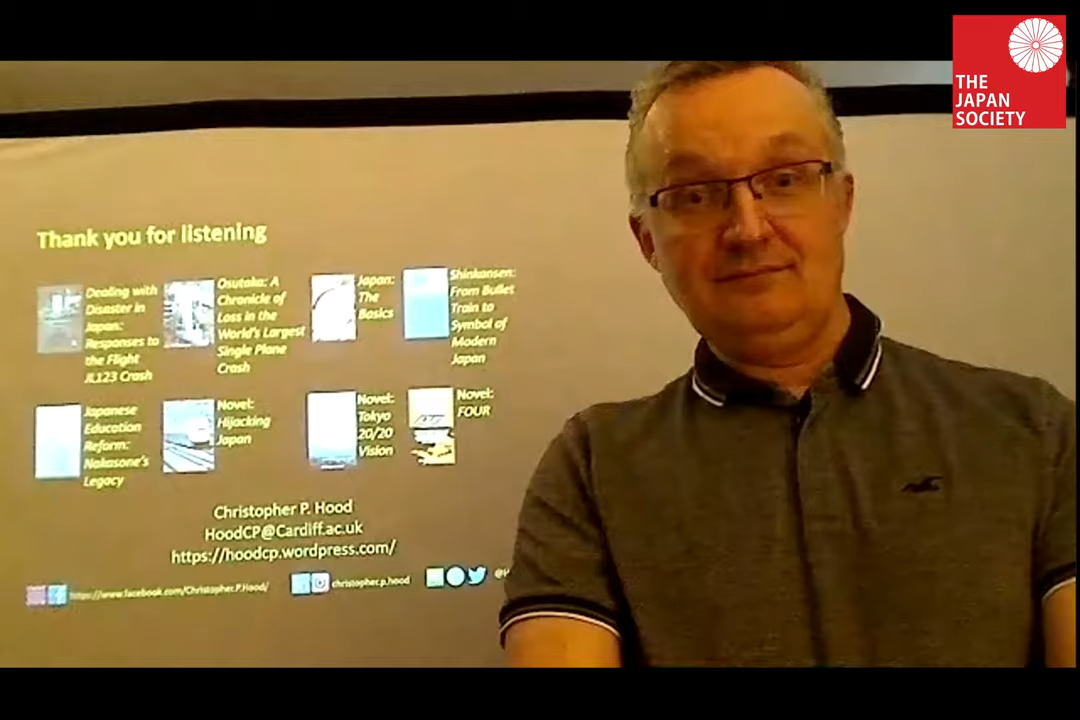 THE
JAPAN
SOCIETY
Thank you for listening
Dealing with
Disaster in
Japan:
Responses to
the Flight
JL123 Crash
Osutaka: A
Chronicle of
Loss in the
World's Largest
Single Plane
Crash
Japan:
The
Basics
Shinkansen:
From Bullet
Train to
Symbol of
Modern
Japan
Japanese
Education
Reform:
Nakasone's
Legacy
Novel:
Hijacking
Japan
Novel:
Tokyo
20/20
Vision
Novel:
FOUR
Christopher P. Hood
HoodCP@Cardiff.ac.uk
https://hoodcp.wordpress.com/
https://www.facebook.com/Christopher.P.Hood/
christopher.p.hood